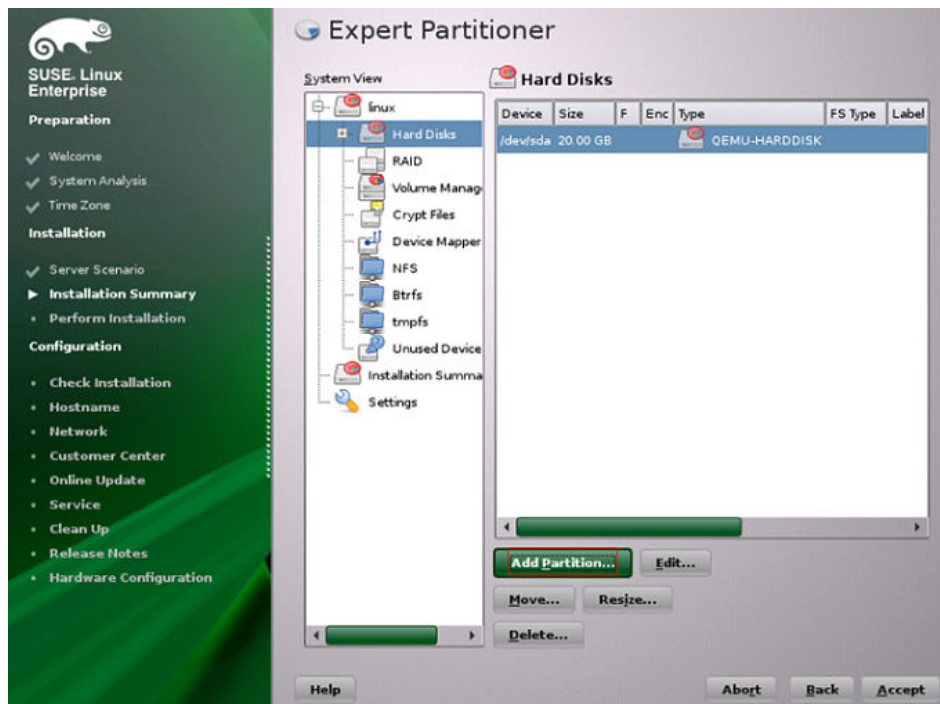 SUSE. Linux
Enterprise
Preparation
Welcome
System Analysis
Time Zone
Installation
Server Scenario
Installation Summary
Perform Installation
Configuration
Check Installation
Hostname
Network
Customer Center
Online Update
Service
Clean Up
Release Notes
Hardware Configuration
Expert Partitioner
System View
linux
Hard Disks
RAID
Volume Manag
Crypt Files
Device Mapper
NFS
Btrfs
tmpfs
Unused Device
Installation Summa
Settings
Hard Disks
Device Size F Enc Type FS Type Label
/dev/sda 20.00 GB QEMU-HARDDISK
Add Partition... Edit...
Move... Resize...
Delete...
Help Abort Back Accept